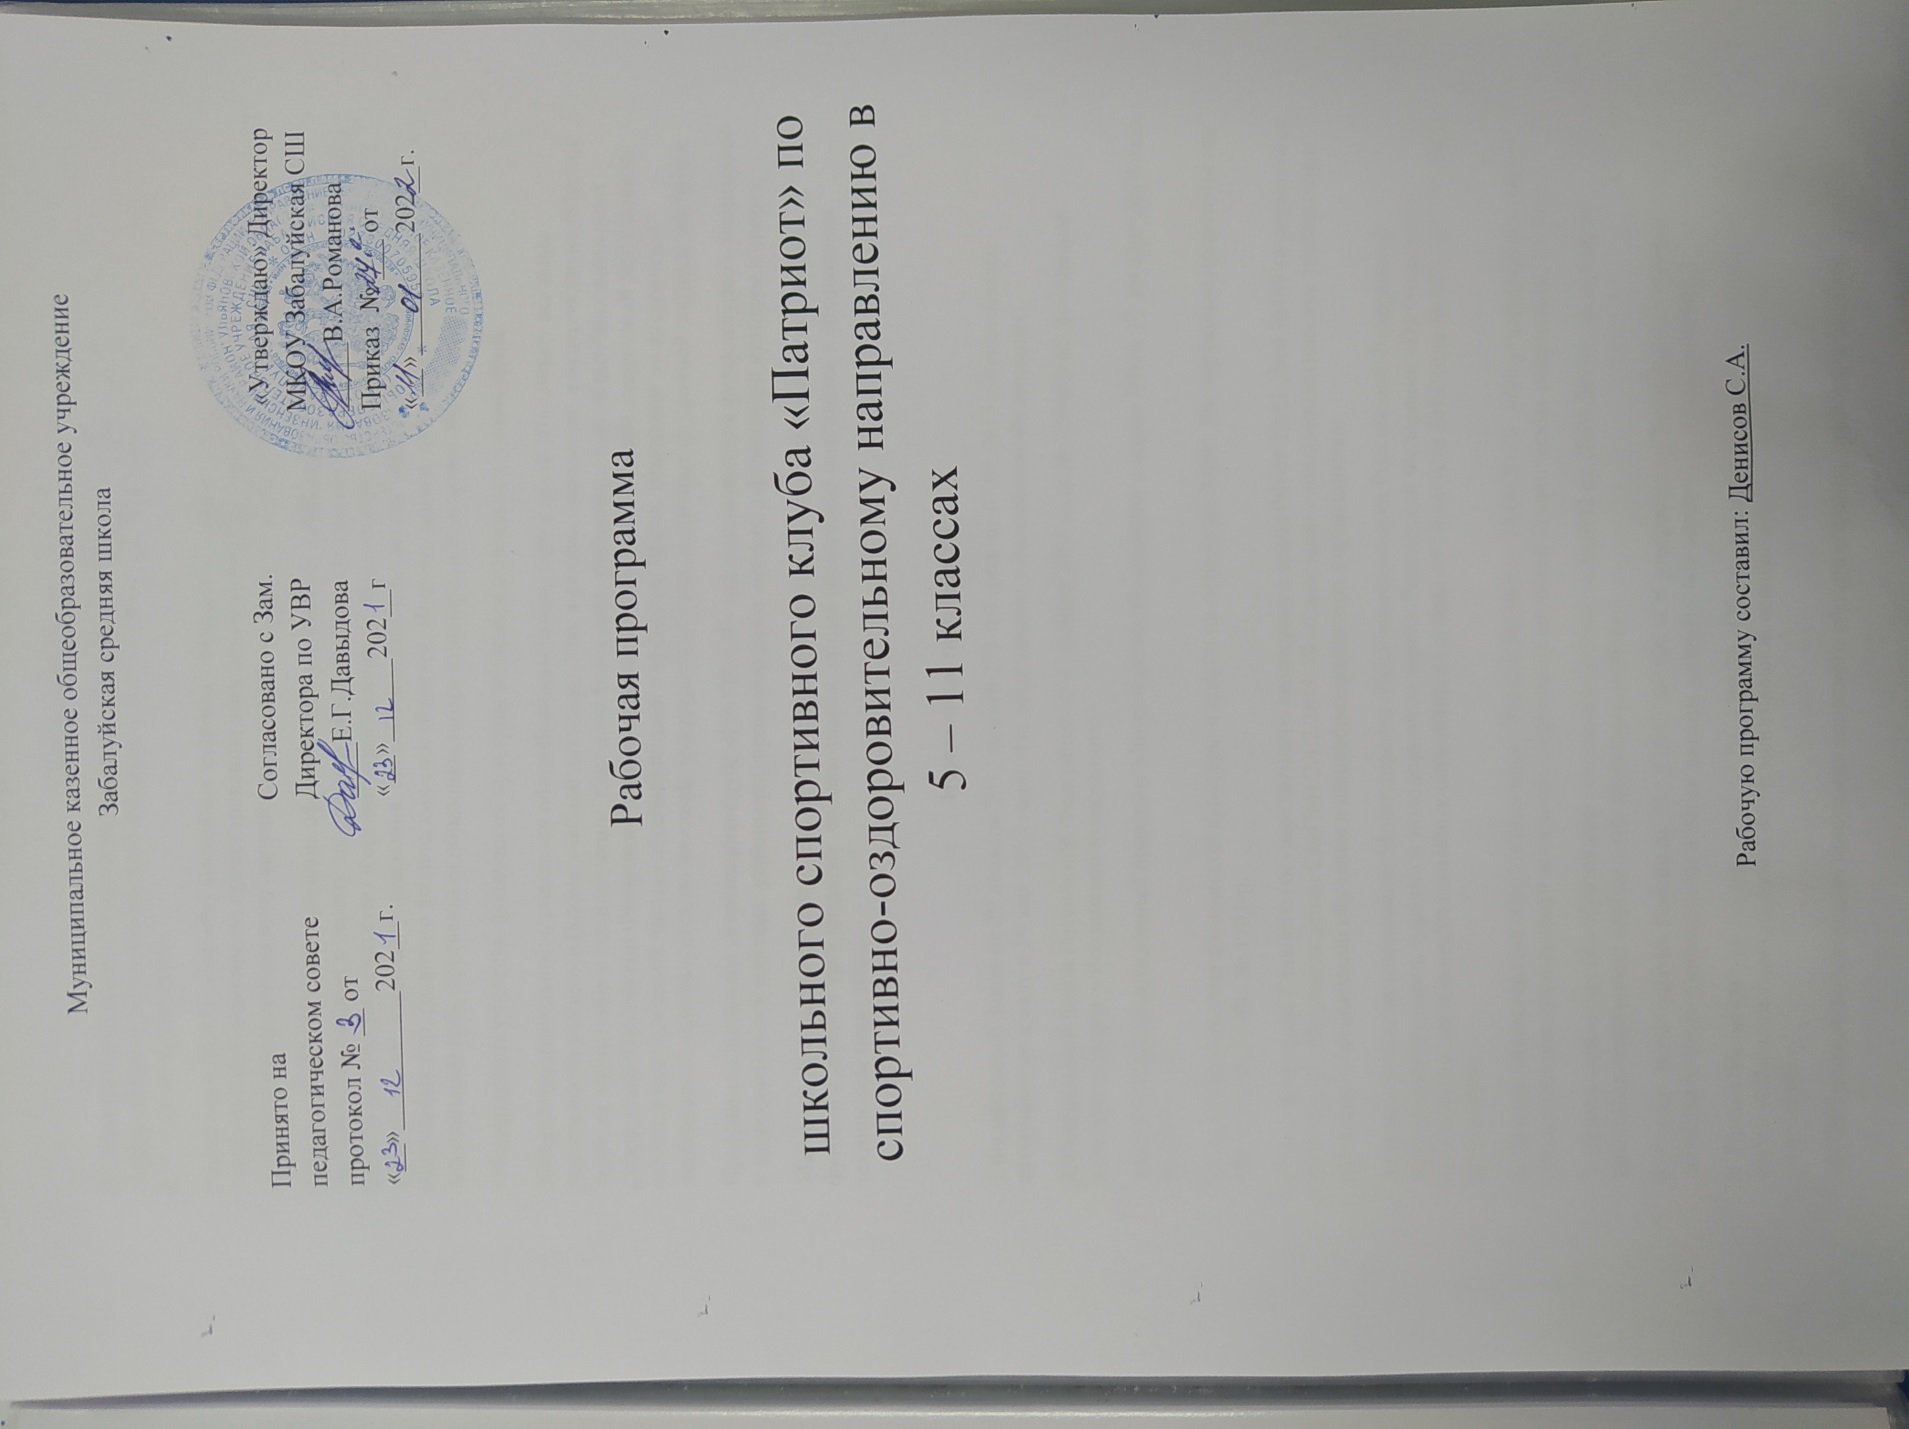 Муниципальное казенное общеобразовательное учреждение
Забалуйская средняя школа
Принято на
педагогическом совете
протокол № 3 от
«23» 12 2021 г.
Согласовано с Зам.
Директора по УВР
Е.Г.Давыдова
«23» 12 2021 г
«Утверждаю» Директор
МКОУ Забалуйская СШ
В.А.Романова
Приказ № от
«11» 01 2022 г.
Рабочая программа
школьного спортивного клуба «Патриот» по
спортивно-оздоровительному направлению в
5 – 11 классах
Рабочую программу составил: Денисов С.А.